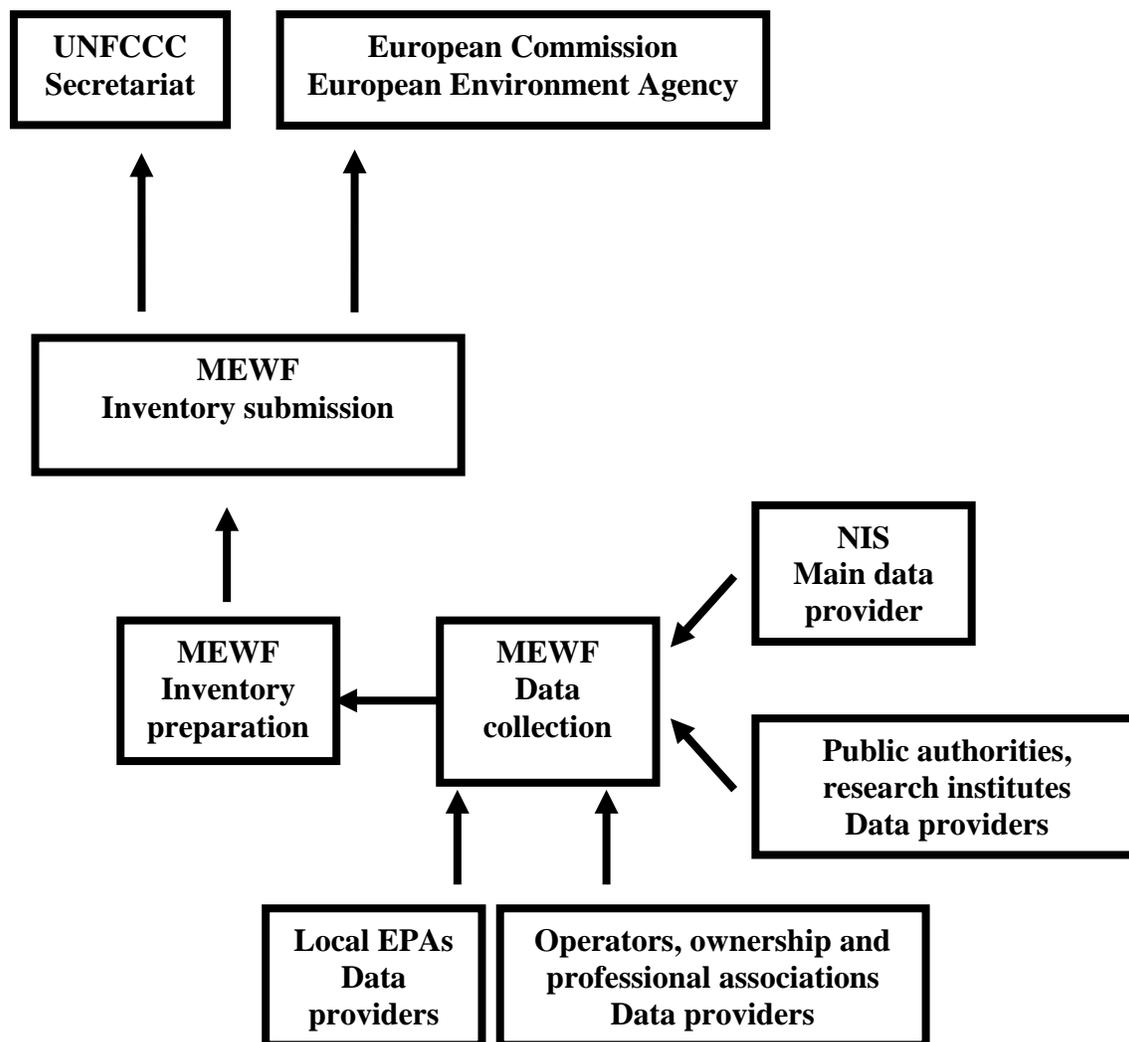 UNFCCC
Secretariat
European Commission
European Environment Agency
MEWF
Inventory submission
NIS
Main data
provider
MEWF
Inventory
preparation
MEWF
Data
collection
Public authorities,
research institutes
Data providers
Local EPAs
Data
providers
Operators, ownership and
professional associations
Data providers